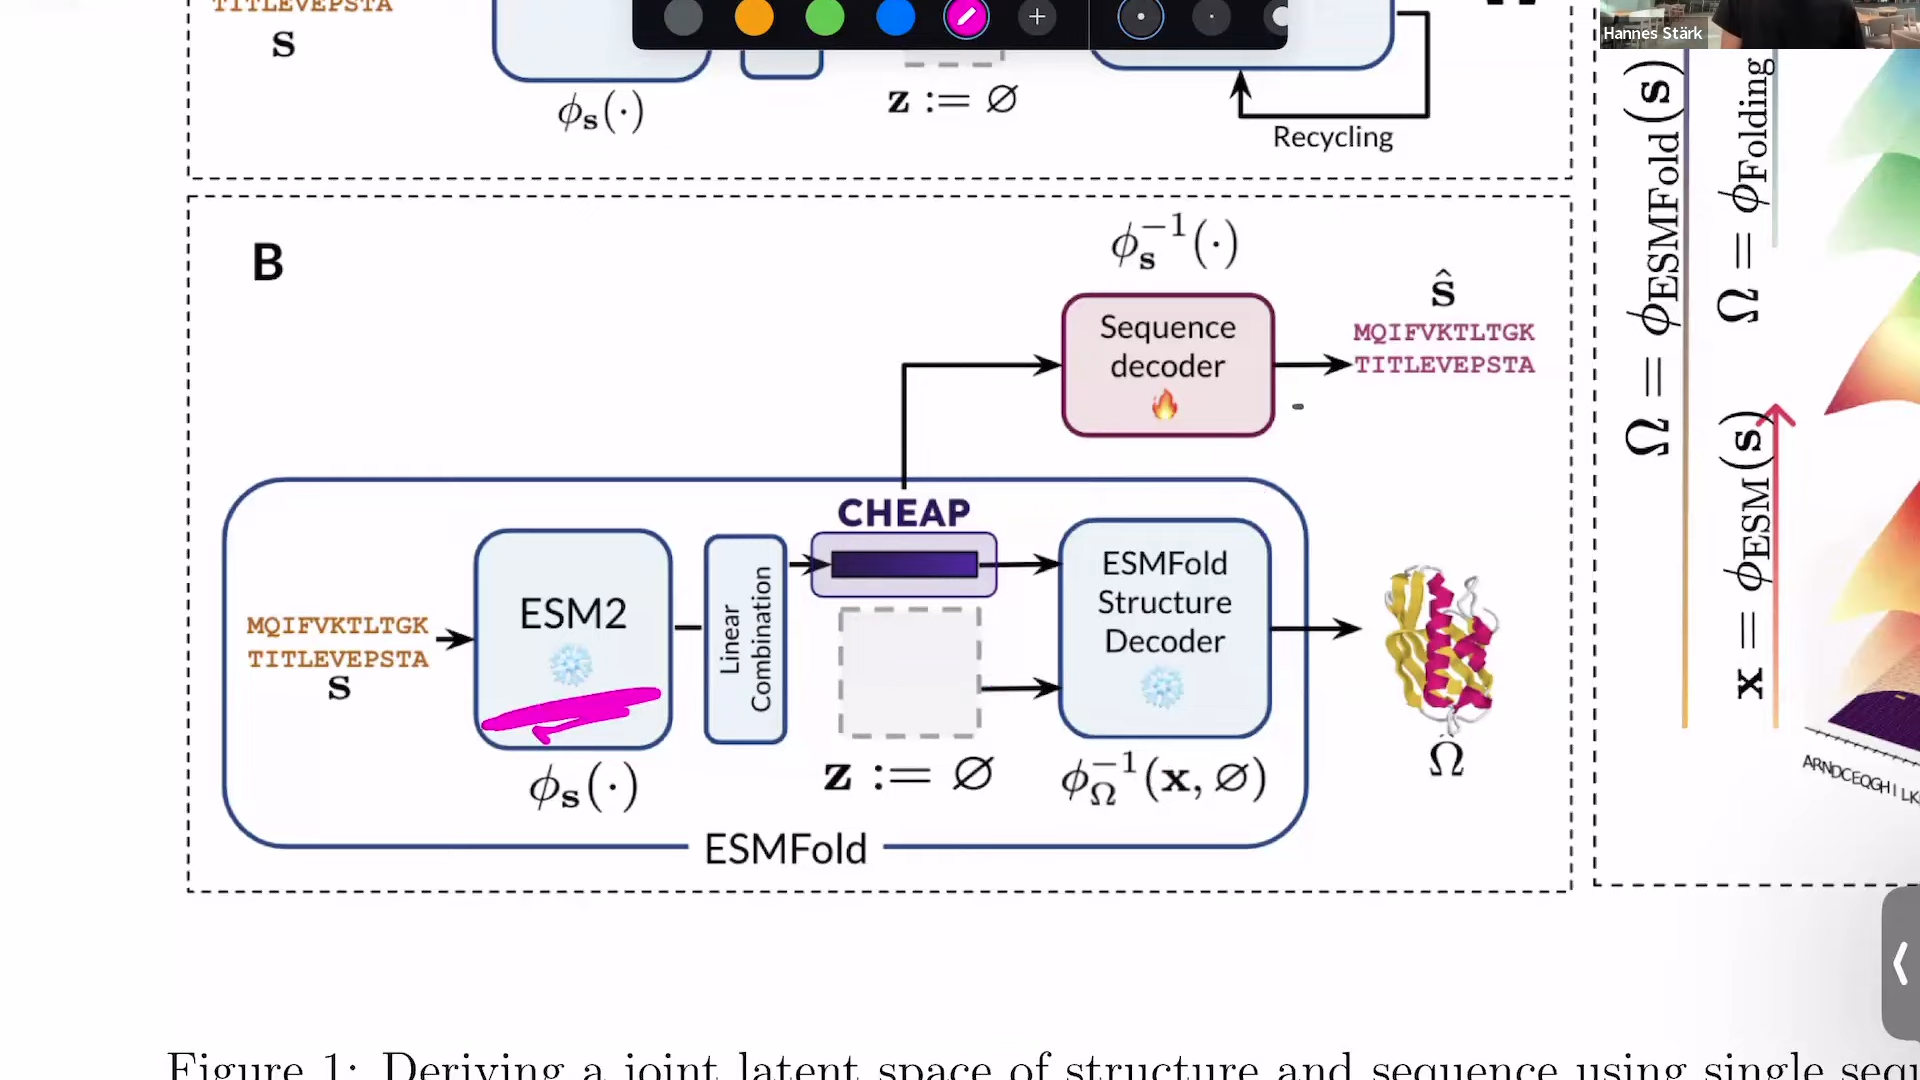 TITLEVEPSTA
s
ϕs(·)
z := ∅
Recycling
Hannes Stärk
B
ϕs⁻¹(·)
Sequence
decoder
ŝ
MQIFVKTLTGK
TITLEVEPSTA
CHEAP
MQIFVKTLTGK
TITLEVEPSTA
s
ESM2
ϕs(·)
Linear
Combination
z := ∅
ESMFold
Structure
Decoder
ϕΩ⁻¹(x, ∅)
Ω
ESMFold
Ω = ϕESMFold(s)
Ω = ϕFolding
x = ϕESM(s)
ARNDCEQGHILK
Figure 1: Deriving a joint latent space of structure and sequence using single sequ